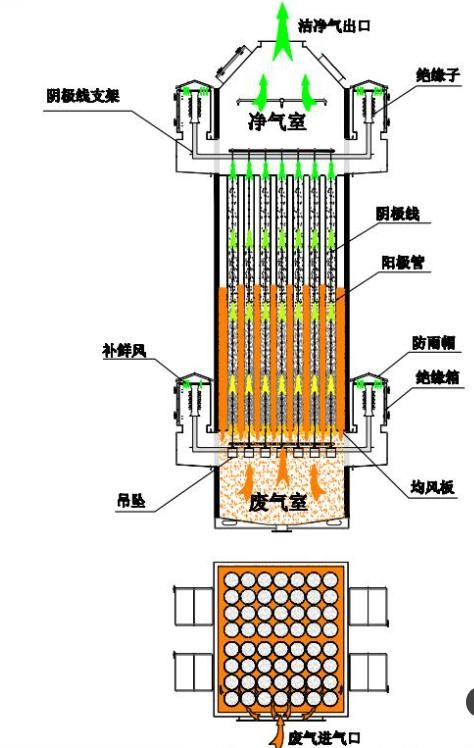 洁净气出口
绝缘子
阴极线支架
净气室
阴极线
阳极管
补鲜风
防雨帽
绝缘箱
吊坠
废气室
均风板
废气进气口